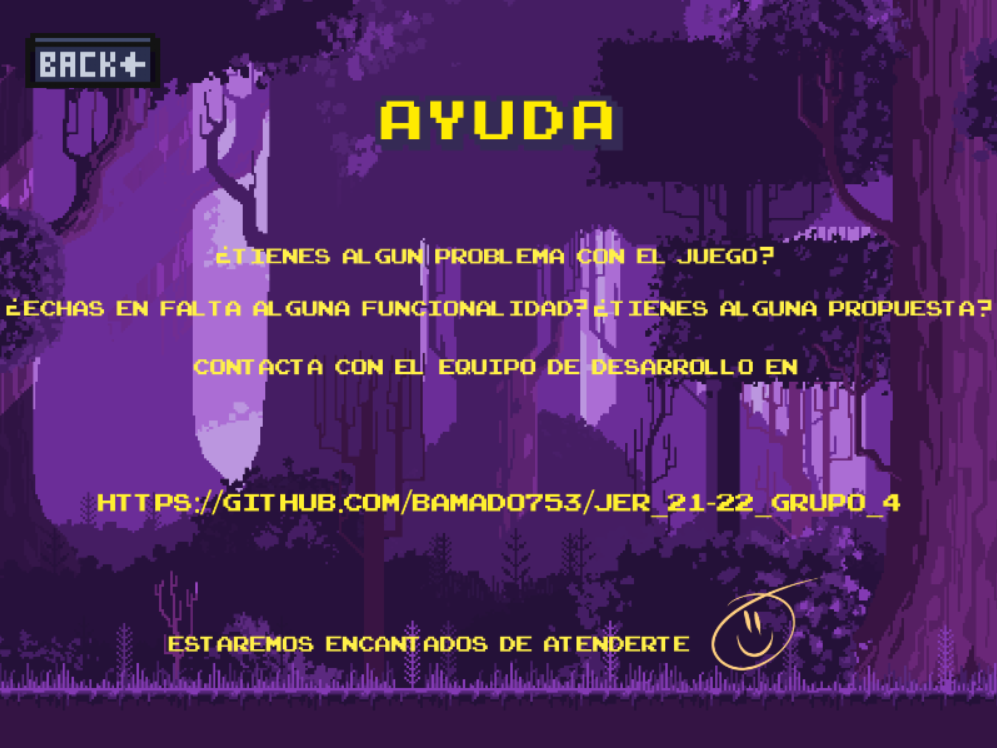 BACK
AYUDA
¿TIENES ALGUN PROBLEMA CON EL JUEGO?
¿ECHAS EN FALTA ALGUNA FUNCIONALIDAD?¿TIENES ALGUNA PROPUESTA?
CONTACTA CON EL EQUIPO DE DESARROLLO EN
HTTPS://GITHUB.COM/BAMADO753/JER_21-22_GRUPO_4
ESTAREMOS ENCANTADOS DE ATENDERTE